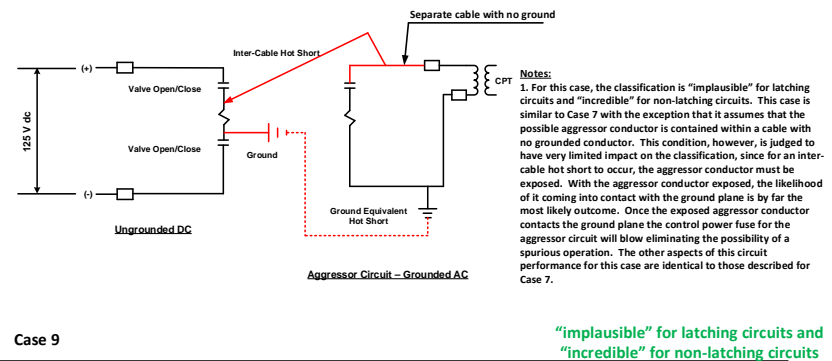 Separate cable with no ground
Inter-Cable Hot Short
(+)
CPT
Valve Open/Close
125 V dc
Valve Open/Close
Ground
(-)
Ground Equivalent
Hot Short
Ungrounded DC
Aggressor Circuit – Grounded AC
Notes:
1. For this case, the classification is “implausible” for latching
circuits and “incredible” for non-latching circuits. This case is
similar to Case 7 with the exception that it assumes that the
possible aggressor conductor is contained within a cable with
no grounded conductor. This condition, however, is judged to
have very limited impact on the classification, since for an inter-
cable hot short to occur, the aggressor conductor must be
exposed. With the aggressor conductor exposed, the likelihood
of it coming into contact with the ground plane is by far the
most likely outcome. Once the exposed aggressor conductor
contacts the ground plane the control power fuse for the
aggressor circuit will blow eliminating the possibility of a
spurious operation. The other aspects of this circuit
performance for this case are identical to those described for
Case 7.
Case 9
“implausible” for latching circuits and
“incredible” for non-latching circuits